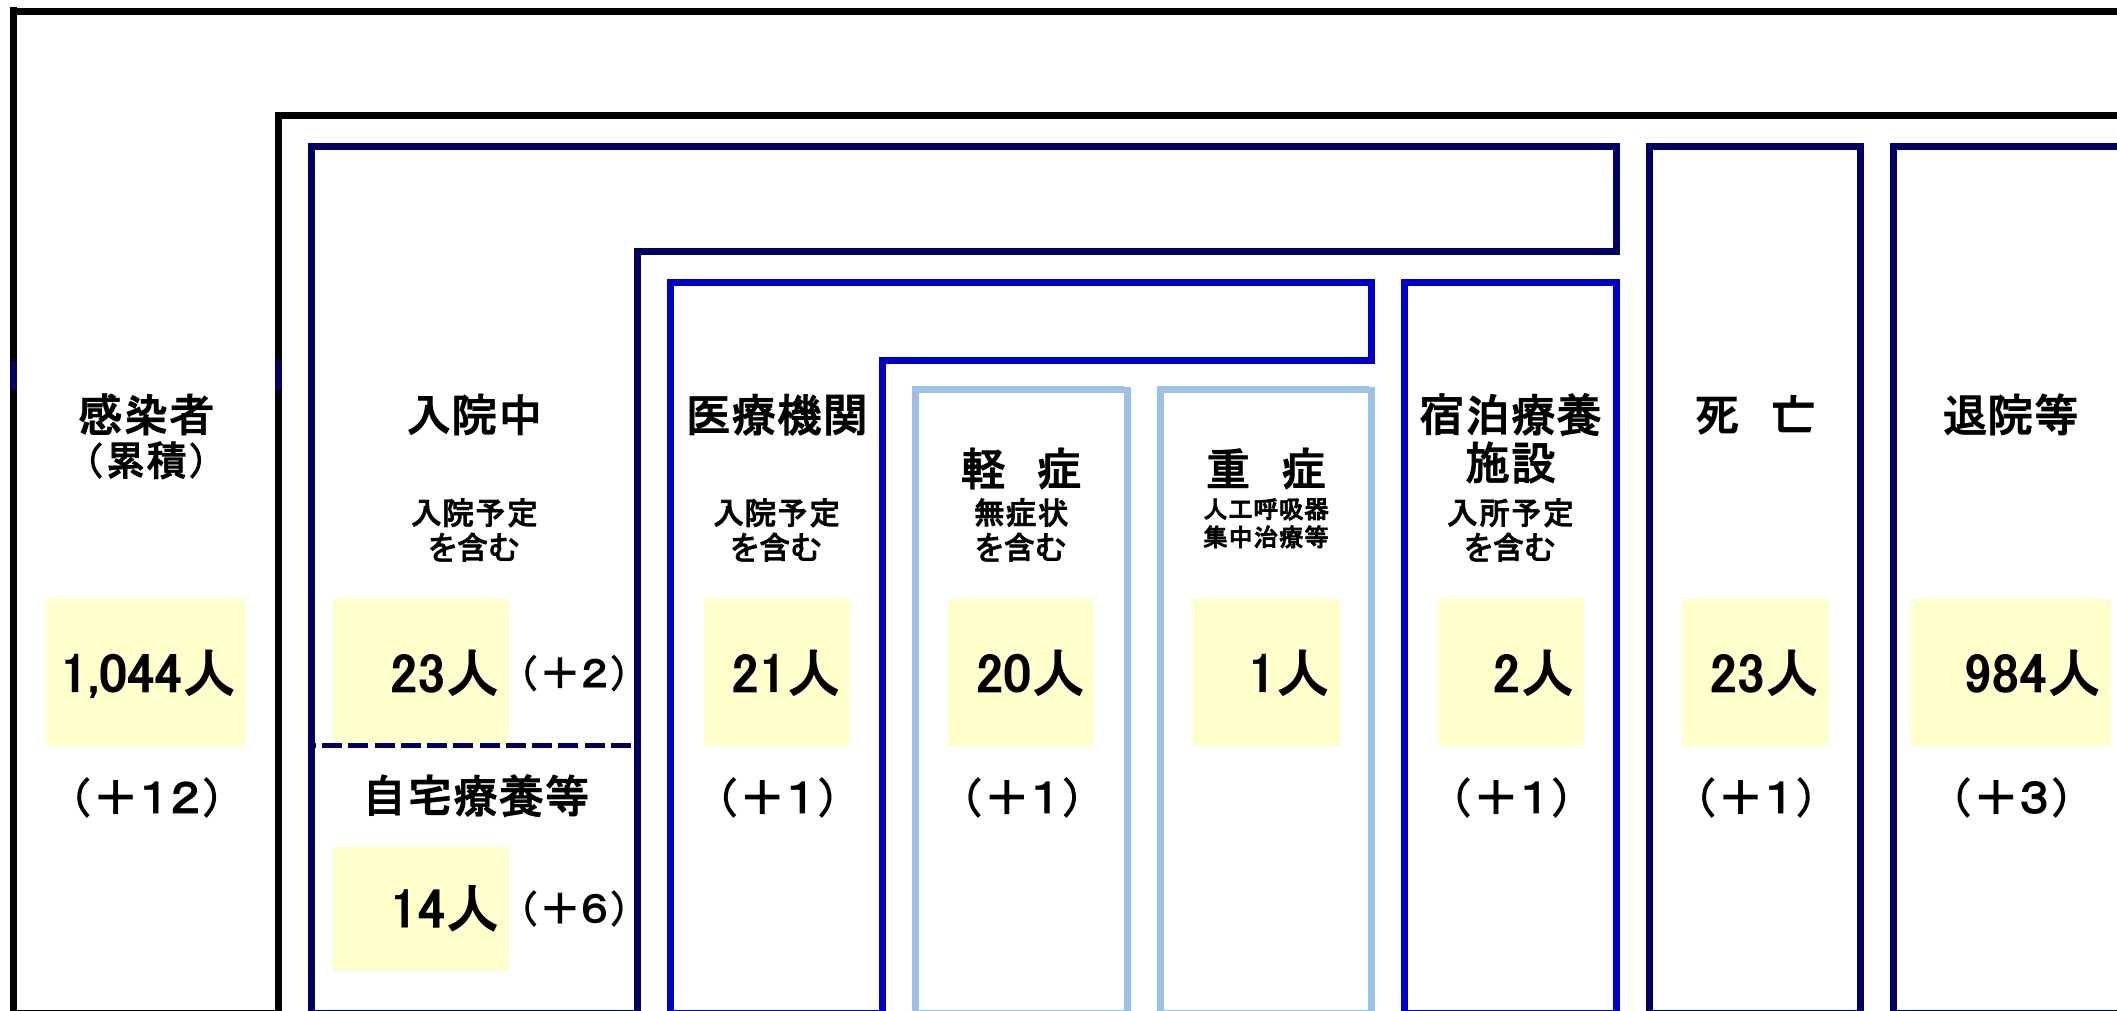 感染者
（累積）
1,044人
（＋12）
入院中
入院予定
を含む
23人 （＋2）
自宅療養等
14人 （＋6）
医療機関
入院予定
を含む
21人
（＋1）
軽 症
無症状
を含む
20人
（＋1）
重 症
人工呼吸器
集中治療等
1人
宿泊療養
施設
入所予定
を含む
2人
（＋1）
死 亡
23人
（＋1）
退院等
984人
（＋3）